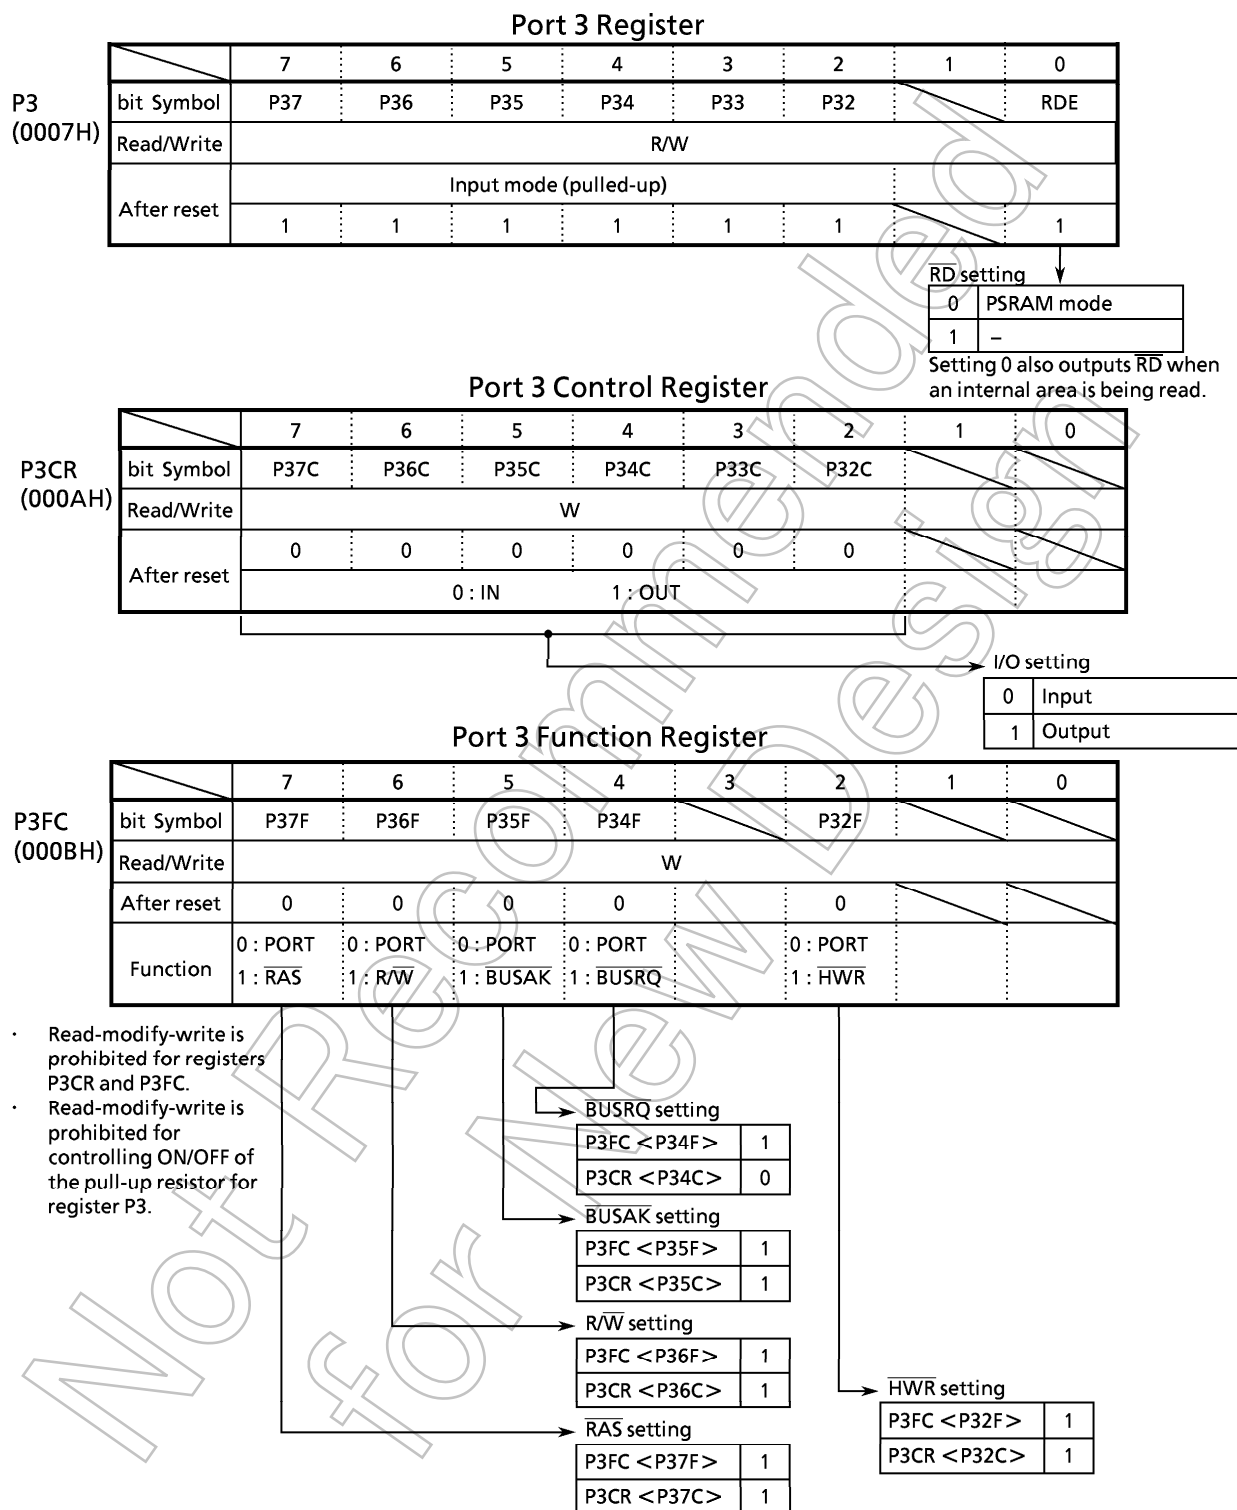 Port 3 Register
7 6 5 4 3 2 1 0
P3
(0007H)
bit Symbol P37 P36 P35 P34 P33 P32 RDE
Read/Write R/W
After reset
Input mode (pulled-up)
1 1 1 1 1 1 1
R̅D̅ setting
0 PSRAM mode
1 –
Setting 0 also outputs R̅D̅ when
an internal area is being read.
Port 3 Control Register
7 6 5 4 3 2 1 0
P3CR
(000AH)
bit Symbol P37C P36C P35C P34C P33C P32C
Read/Write W
After reset
0 0 0 0 0 0
0 : IN 1 : OUT
I/O setting
0 Input
1 Output
Port 3 Function Register
7 6 5 4 3 2 1 0
P3FC
(000BH)
bit Symbol P37F P36F P35F P34F P32F
Read/Write W
After reset 0 0 0 0 0
Function
0 : PORT 0 : PORT 0 : PORT 0 : PORT 0 : PORT
1 : R̅A̅S̅ 1 : R/W̅ 1 : B̅U̅S̅A̅K̅ 1 : B̅U̅S̅R̅Q̅ 1 : H̅W̅R̅
· Read-modify-write is
prohibited for registers
P3CR and P3FC.
· Read-modify-write is
prohibited for
controlling ON/OFF of
the pull-up resistor for
register P3.
B̅U̅S̅R̅Q̅ setting
P3FC <P34F> 1
P3CR <P34C> 0
B̅U̅S̅A̅K̅ setting
P3FC <P35F> 1
P3CR <P35C> 1
R/W̅ setting
P3FC <P36F> 1
P3CR <P36C> 1
R̅A̅S̅ setting
P3FC <P37F> 1
P3CR <P37C> 1
H̅W̅R̅ setting
P3FC <P32F> 1
P3CR <P32C> 1
Not Recommended
for New Design